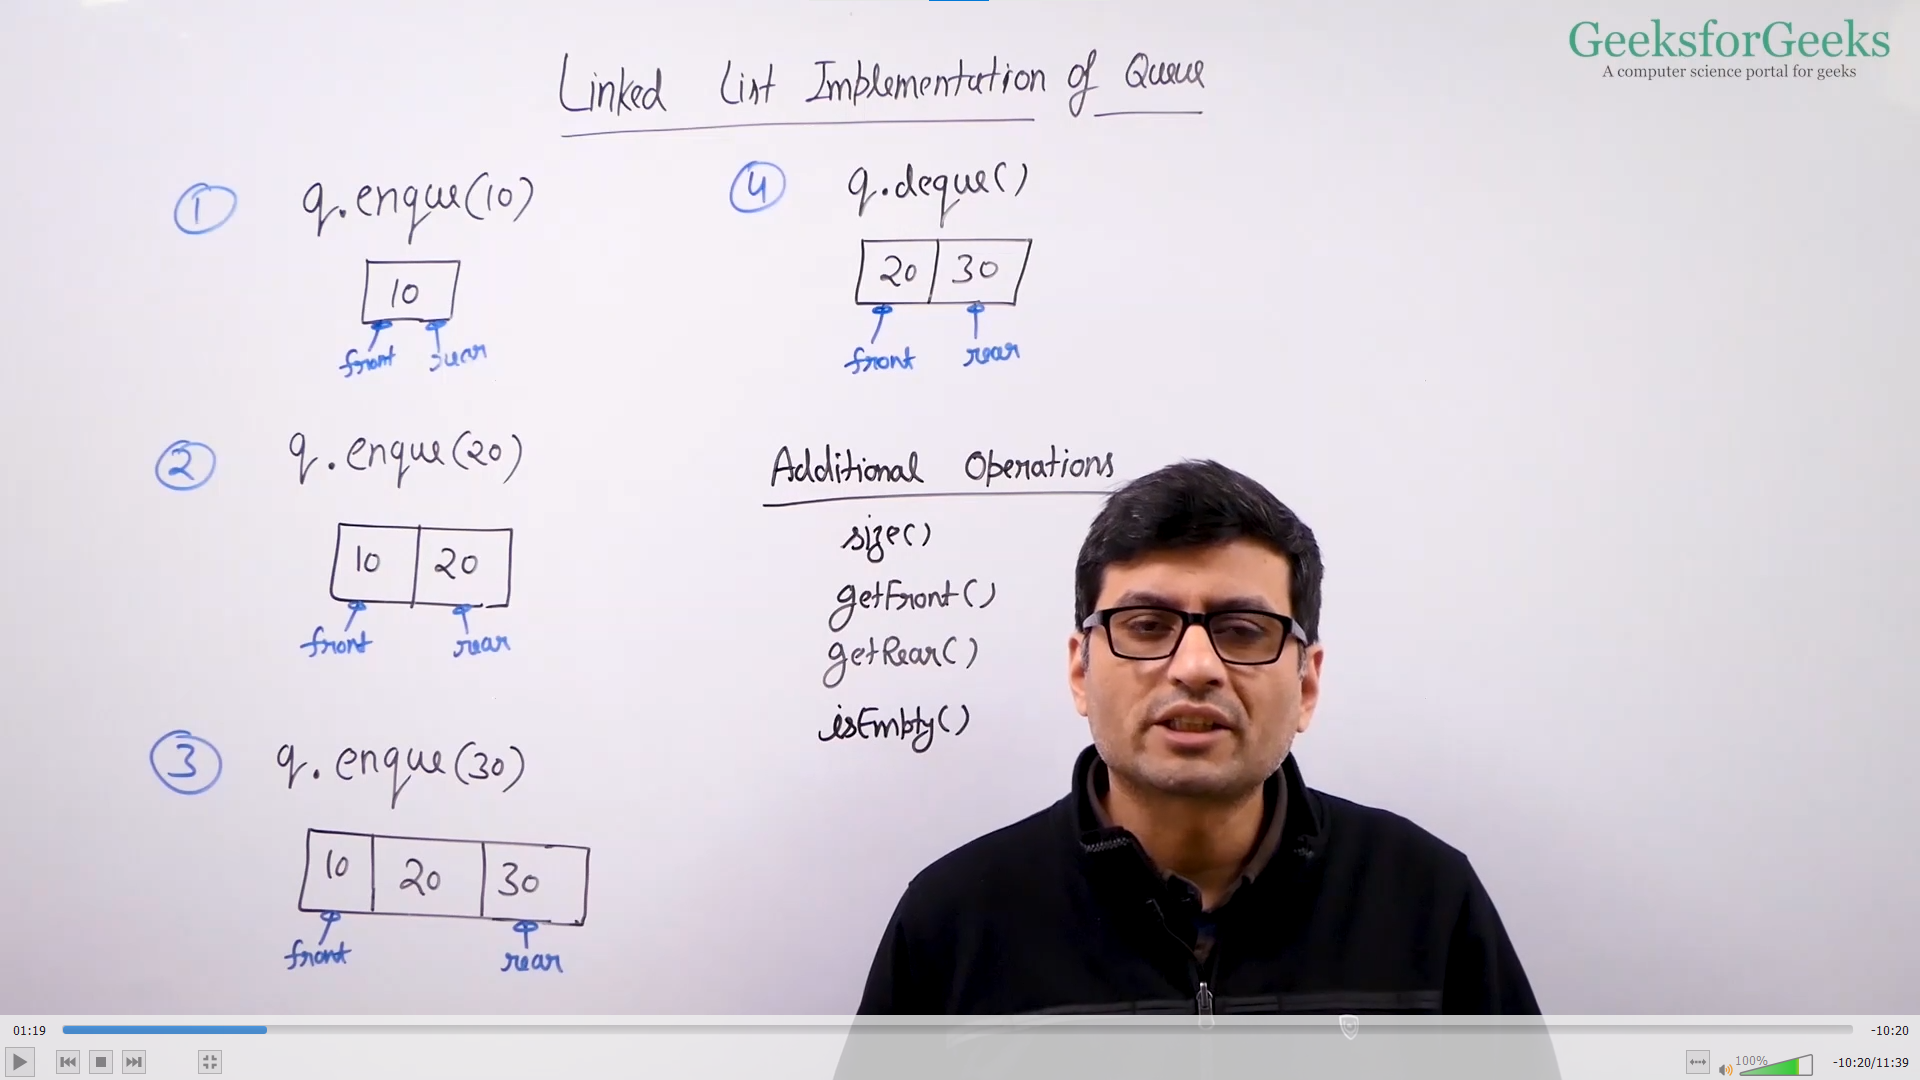 GeeksforGeeks
A computer science portal for geeks
Linked List Implementation of Queue
1 q.enque(10)
10
front rear
2 q.enque(20)
10 20
front rear
3 q.enque(30)
10 20 30
front rear
4 q.deque()
20 30
front rear
Additional Operations
size()
getFront()
getRear()
isEmpty()
01:19 -10:20
100% -10:20/11:39